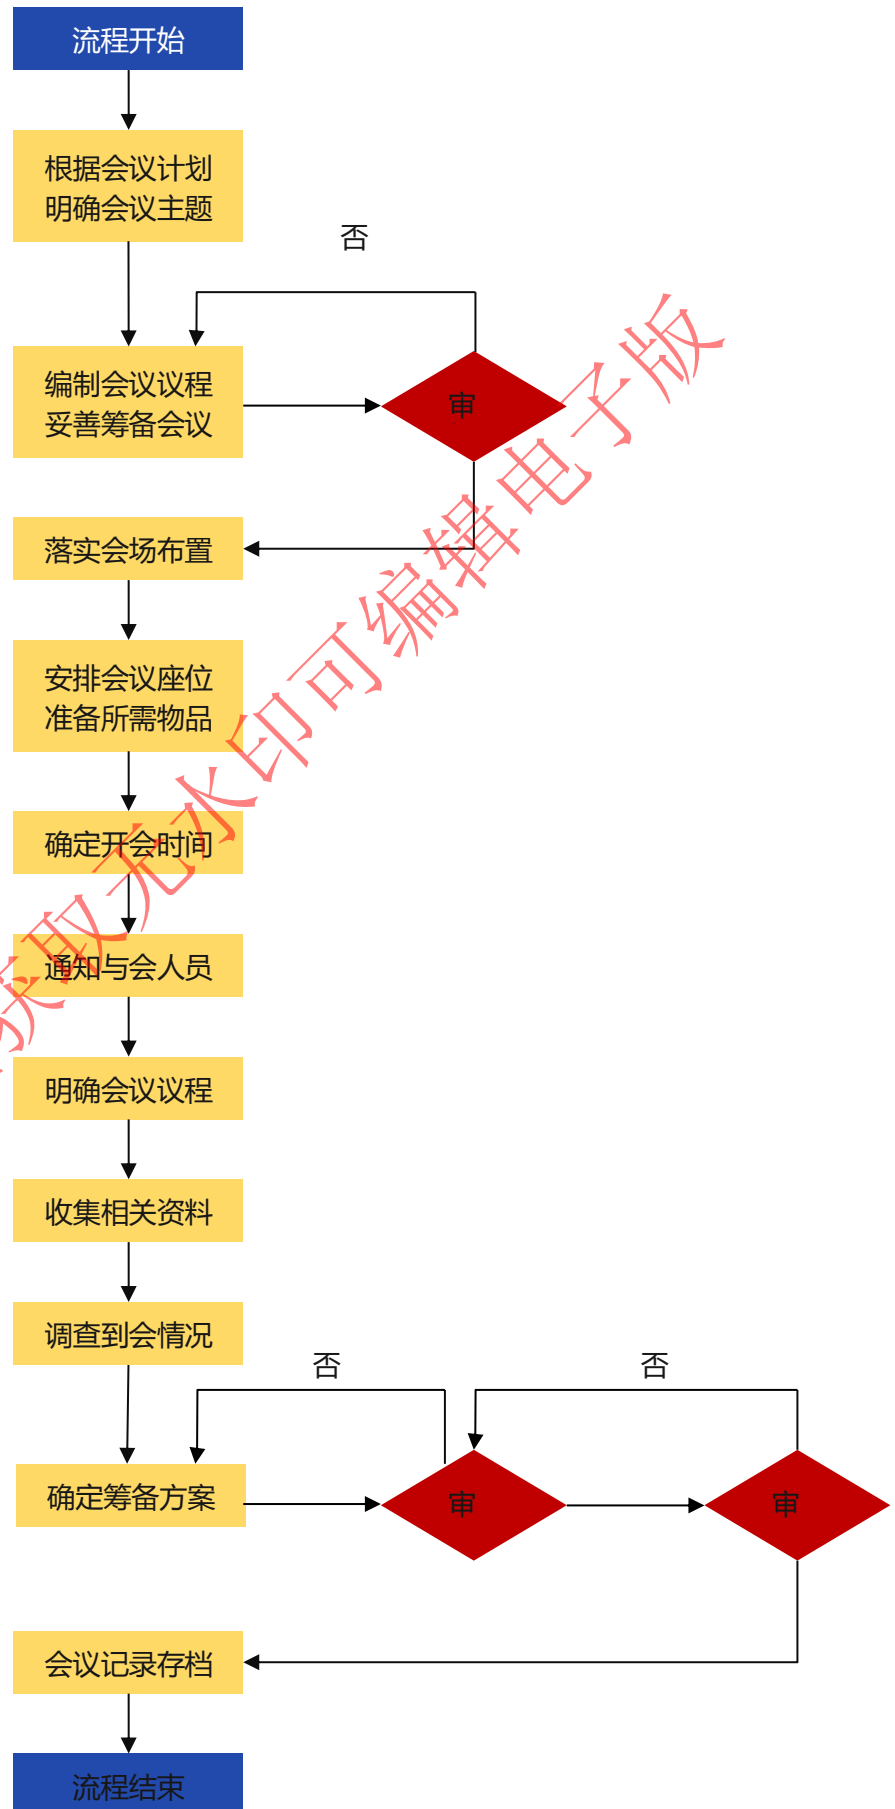 流程开始
根据会议计划
明确会议主题
否
编制会议议程
妥善筹备会议
审
落实会场布置
安排会议座位
准备所需物品
确定开会时间
通知与会人员
明确会议议程
收集相关资料
调查到会情况
否
否
确定筹备方案
审
审
会议记录存档
流程结束
获取无水印可编辑电子版